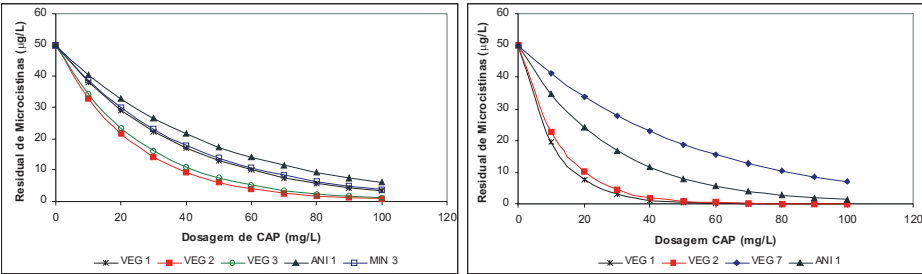 60
50
40
30
20
10
0
Residual de Microcistinas (µg/L)
0 20 40 60 80 100 120
Dosagem de CAP (mg/L)
VEG 1 VEG 2 VEG 3 ANI 1 MIN 3
60
50
40
30
20
10
0
Residual de Microcistinas (µg/L)
0 20 40 60 80 100 120
Dosagem de CAP (mg/L)
VEG 1 VEG 2 VEG 7 ANI 1